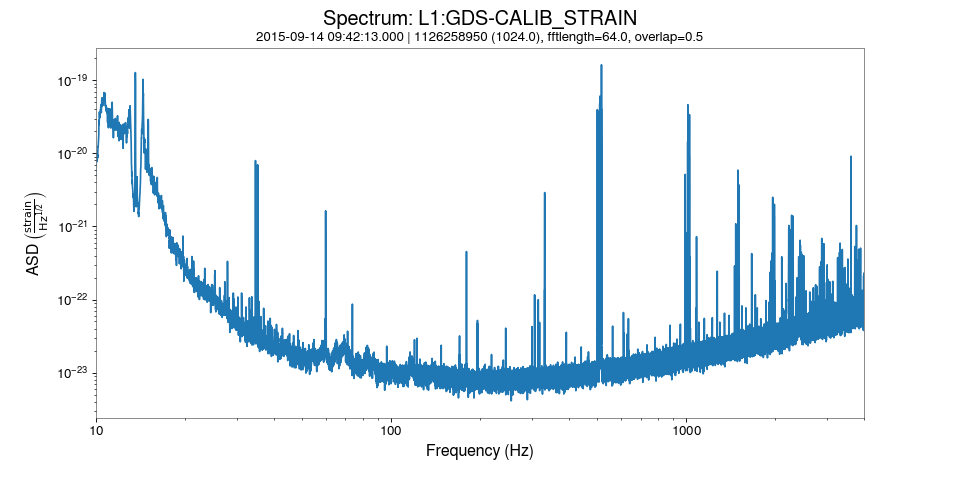 Spectrum: L1:GDS-CALIB_STRAIN
2015-09-14 09:42:13.000 | 1126258950 (1024.0), fftlength=64.0, overlap=0.5
ASD (strain/Hz^1/2)
10^−19
10^−20
10^−21
10^−22
10^−23
10 100 1000
Frequency (Hz)